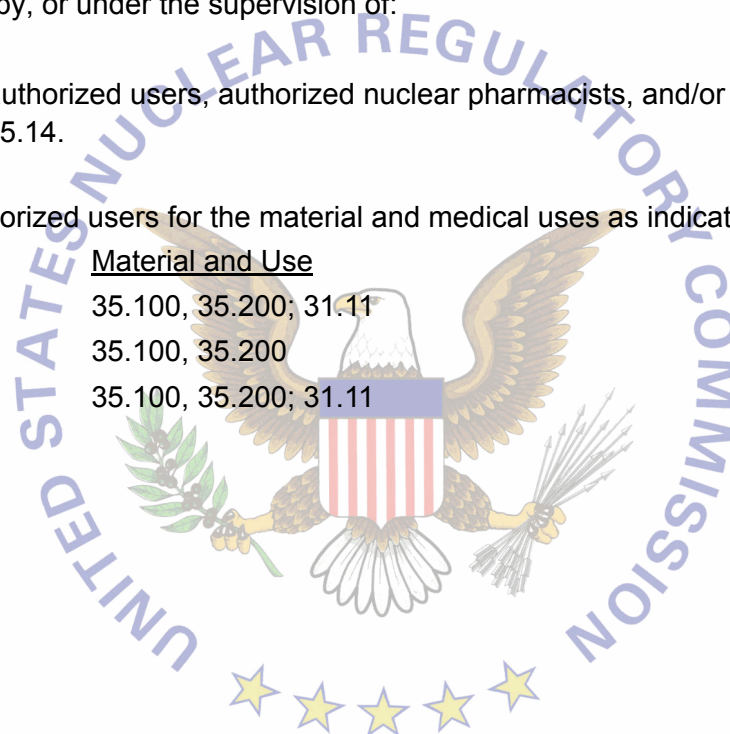 by, or under the supervision of:
UNITED STATES NUCLEAR REGULATORY COMMISSION
uthorized users, authorized nuclear pharmacists, and/or
5.14.
orized users for the material and medical uses as indicat
Material and Use
35.100, 35.200; 31.11
35.100, 35.200
35.100, 35.200; 31.11